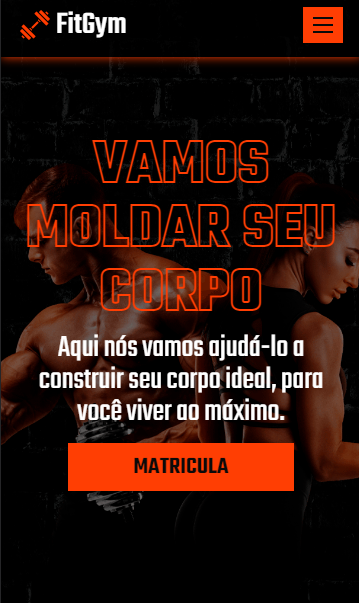 FitGym
VAMOS
MOLDAR SEU
CORPO
Aqui nós vamos ajudá-lo a
construir seu corpo ideal, para
você viver ao máximo.
MATRICULA